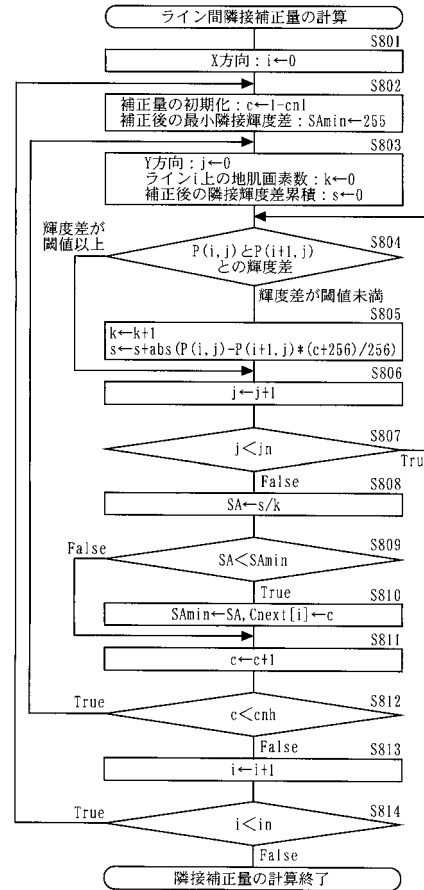 ライン間隣接補正量の計算
S801
X方向:i←0
S802
補正量の初期化:c←1-cnl
補正後の最小隣接輝度差:SAmin←255
S803
Y方向:j←0
ラインi上の地肌画素数:k←0
補正後の隣接輝度差累積:s←0
輝度差が
閾値以上
S804
P(i,j)とP(i+1,j)
との輝度差
輝度差が閾値未満
S805
k←k+1
s←s+abs(P(i,j)-P(i+1,j)*(c+256)/256)
S806
j←j+1
S807
j<jn
True
False
S808
SA←s/k
S809
False
SA<SAmin
True
S810
SAmin←SA,Cnext[i]←c
S811
c←c+1
S812
True
c<cnh
False
S813
i←i+1
S814
True
i<in
False
隣接補正量の計算終了